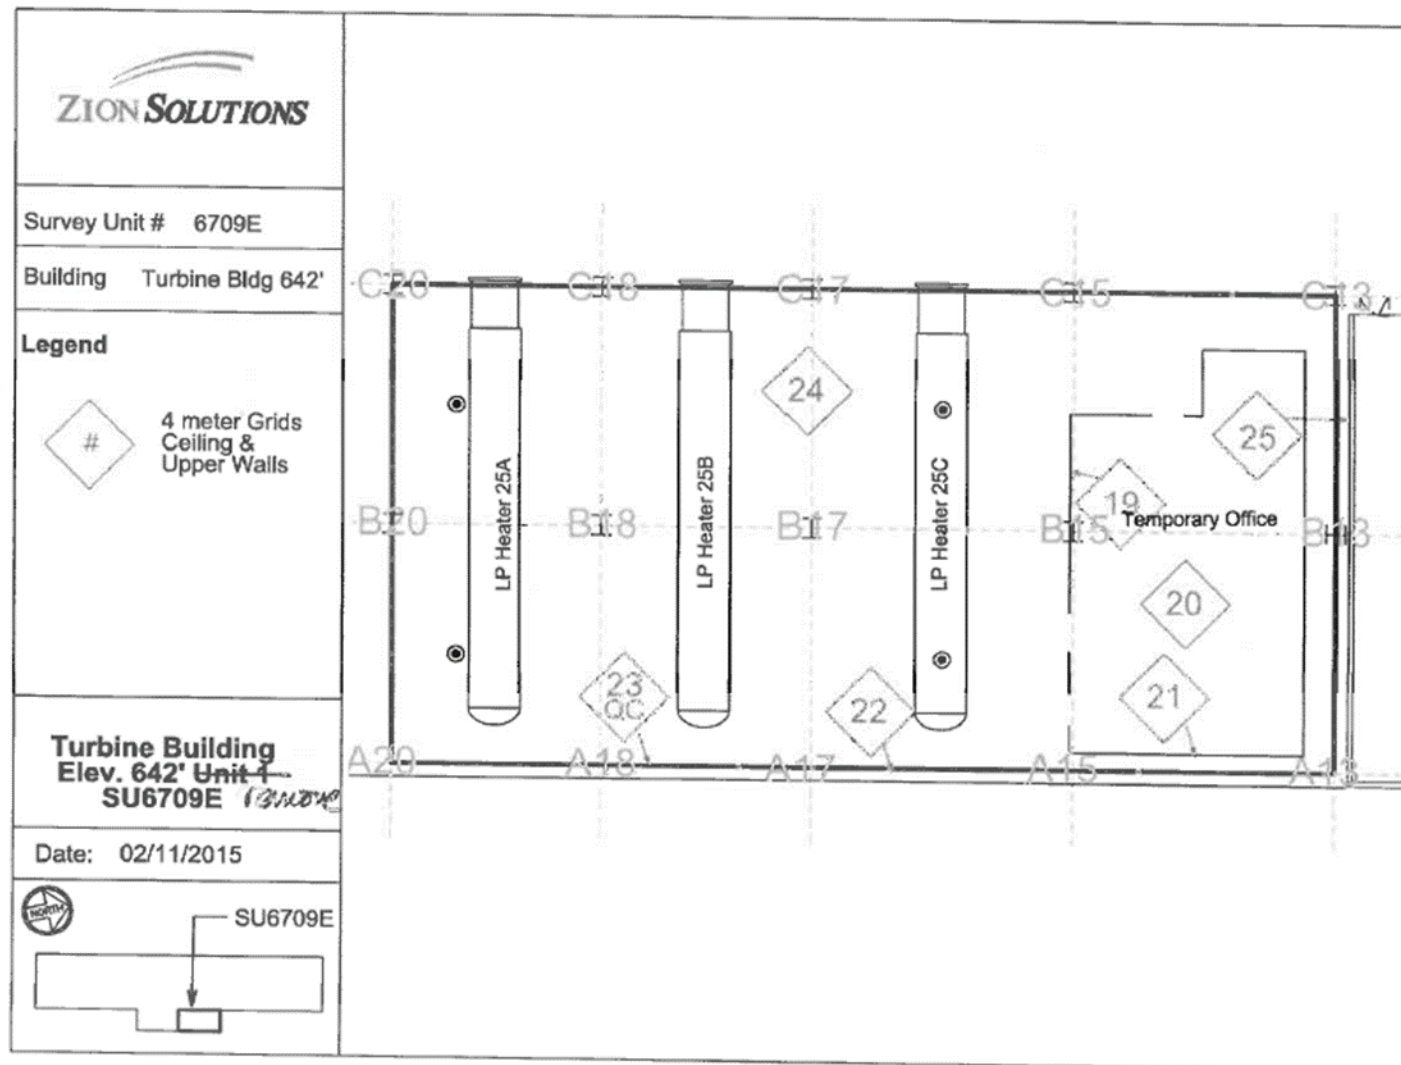 ZION SOLUTIONS
Survey Unit # 6709E
Building Turbine Bldg 642'
Legend
#
4 meter Grids
Ceiling &
Upper Walls
Turbine Building
Elev. 642' Unit 1
SU6709E
Date: 02/11/2015
NORTH
SU6709E
C20 C18 C17 C15 C13
24
25
LP Heater 25A
LP Heater 25B
LP Heater 25C
19
B20 B18 B17 B15 B13
Temporary Office
20
23
QC
22
21
A20 A18 A17 A15 A13